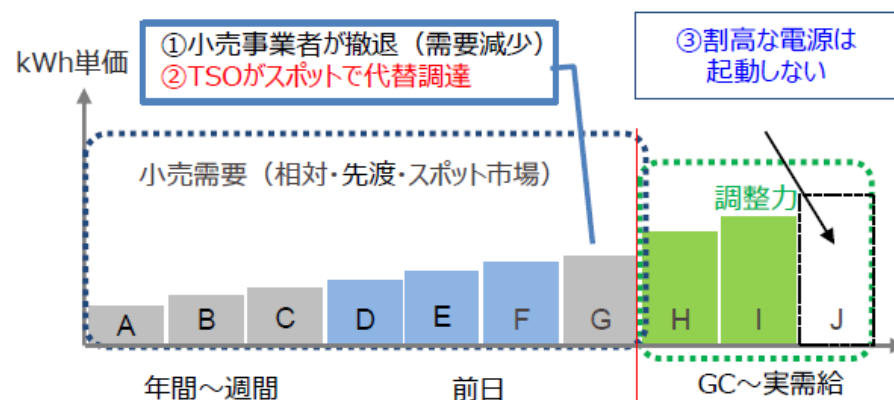 kWh単価
①小売事業者が撤退（需要減少）
②TSOがスポットで代替調達
③割高な電源は
起動しない
小売需要（相対・先渡・スポット市場）
調整力
A
B
C
D
E
F
G
H
I
J
年間～週間
前日
GC～実需給